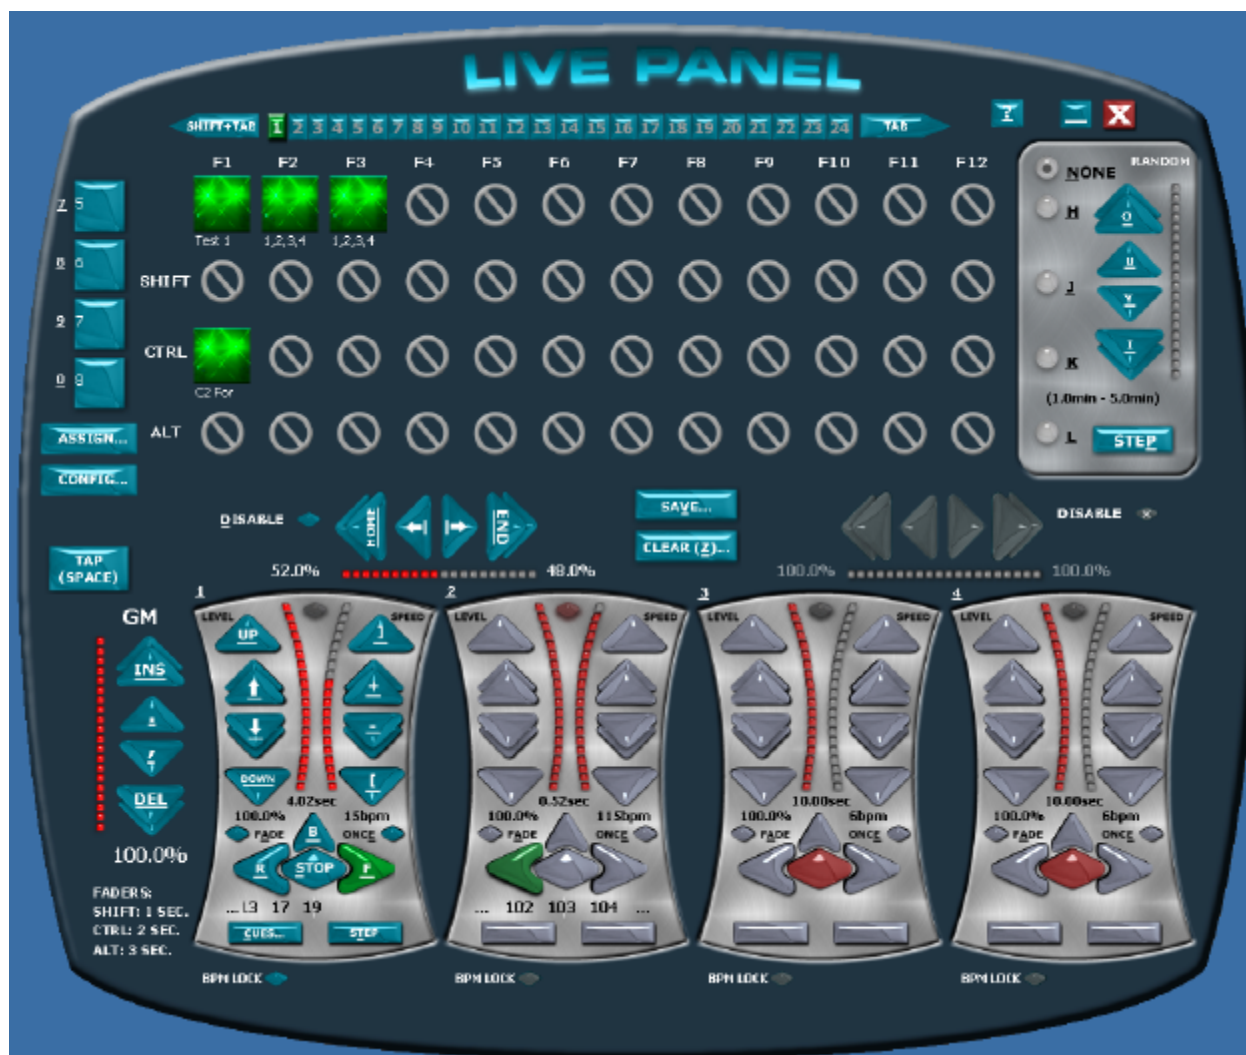 LIVE PANEL
SHIFT+TAB 1 2 3 4 5 6 7 8 9 10 11 12 13 14 15 16 17 18 19 20 21 22 23 24 TAB ? X
F1 F2 F3 F4 F5 F6 F7 F8 F9 F10 F11 F12
RANDOM
NONE
7 5
H
O
Test 1 1,2,3,4 1,2,3,4
8 6
SHIFT
U
J
9 7
CTRL
I
K
0 8
C2 For
(1.0min - 5.0min)
ASSIGN...
ALT
L STEP
CONFIG...
SAVE...
DISABLE HOME END
DISABLE X
CLEAR (Z)...
TAP
(SPACE)
52.0% 48.0% 100.0% 100.0%
1 2 3 4
GM
LEVEL SPEED LEVEL SPEED LEVEL SPEED LEVEL SPEED
UP ]
INS
+
-
DEL
DOWN [
4.02sec 0.52sec 10.00sec 10.00sec
100.0% 15bpm 100.0% 115bpm 100.0% 6bpm 100.0% 6bpm
FADE B ONCE FADE ONCE FADE ONCE FADE ONCE
100.0%
R STOP F
FADERS:
SHIFT: 1 SEC.
CTRL: 2 SEC.
ALT: 3 SEC.
...13 17 19 ... 102 103 104 ...
CUES... STEP
BPM LOCK BPM LOCK BPM LOCK BPM LOCK